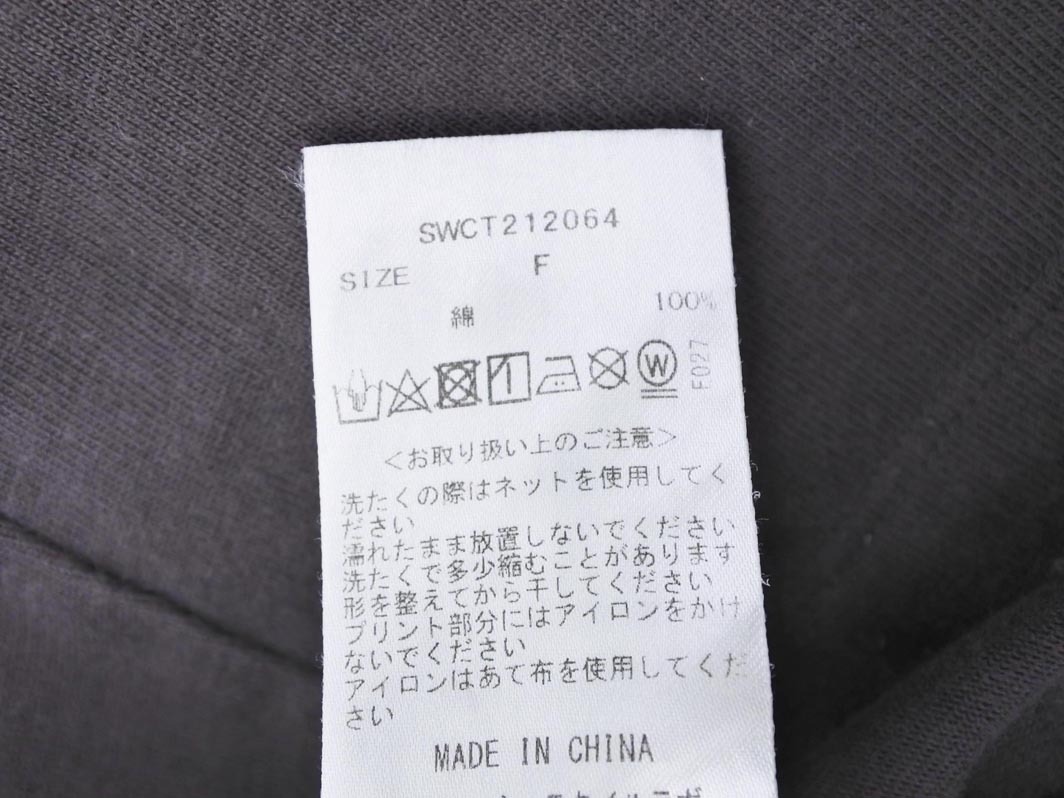 SWCT212064
SIZE F
綿 100%
W
F027
＜お取り扱い上のご注意＞
洗たくの際はネットを使用してく
ださい
濡れたまま放置しないでください
洗たくで多少縮むことがあります
形を整えてから干してください
プリント部分にはアイロンをかけ
ないでください
アイロンはあて布を使用してくだ
さい
MADE IN CHINA